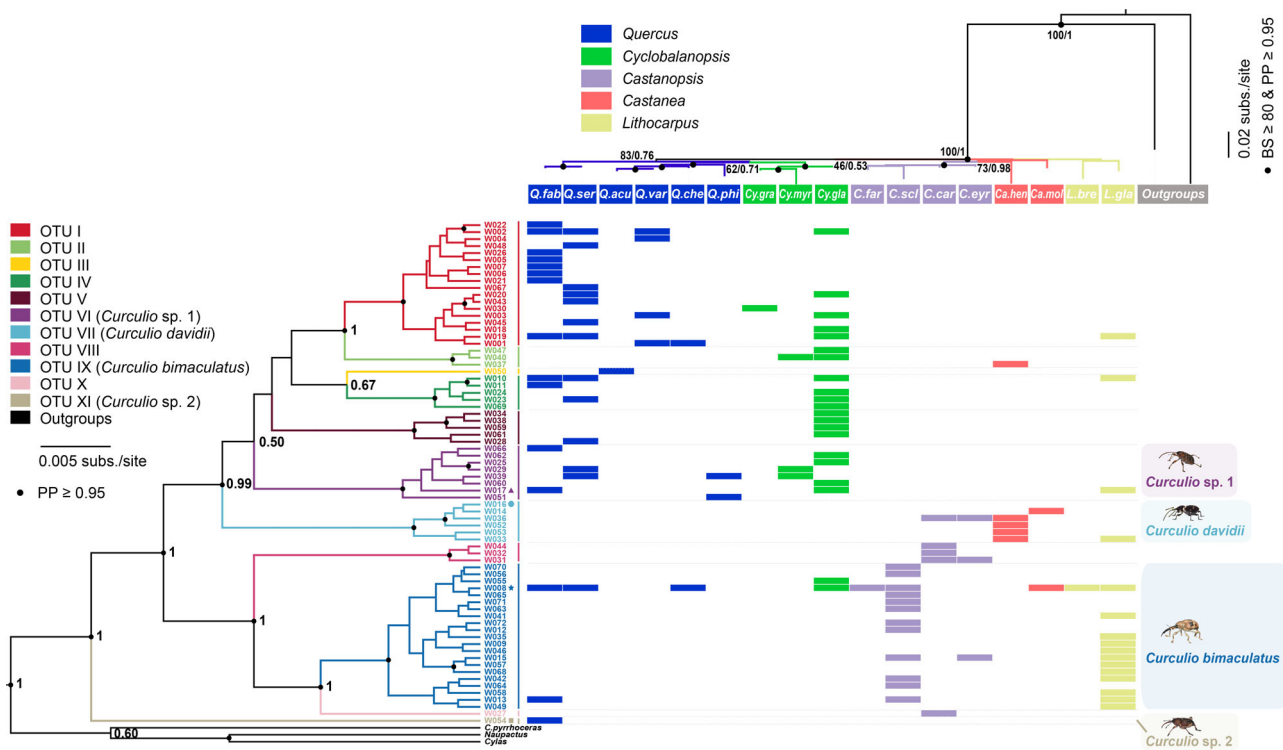 Quercus
Cyclobalanopsis
Castanopsis
Castanea
Lithocarpus
100/1
0.02 subs./site
● BS ≥ 80 & PP ≥ 0.95
83/0.76
100/1
62/0.71
46/0.53
73/0.98
Q.fab Q.ser Q.acu Q.var Q.che Q.phi Cy.gra Cy.myr Cy.gla C.far C.scl C.car C.eyr Ca.hen Ca.mol L.bre L.gla Outgroups
OTU I
OTU II
OTU III
OTU IV
OTU V
OTU VI (Curculio sp. 1)
OTU VII (Curculio davidii)
OTU VIII
OTU IX (Curculio bimaculatus)
OTU X
OTU XI (Curculio sp. 2)
Outgroups
0.005 subs./site
● PP ≥ 0.95
1
0.67
0.50
0.99
1
1
1
1
0.60
W022
W002
W004
W048
W026
W005
W007
W006
W021
W067
W020
W043
W030
W003
W045
W018
W019
W001
W047
W040
W037
W050
W010
W011
W024
W023
W069
W034
W038
W059
W061
W028
W066
W062
W025
W029
W039
W060
W017▲
W051
W016●
W014
W036
W052
W053
W033
W044
W032
W031
W070
W056
W055
W008★
W065
W071
W063
W041
W072
W012
W035
W009
W046
W015
W057
W068
W042
W064
W058
W013
W049
W027
W054■
C.pyrrhoceras
Naupactus
Cylas
Curculio sp. 1
Curculio davidii
Curculio bimaculatus
Curculio sp. 2